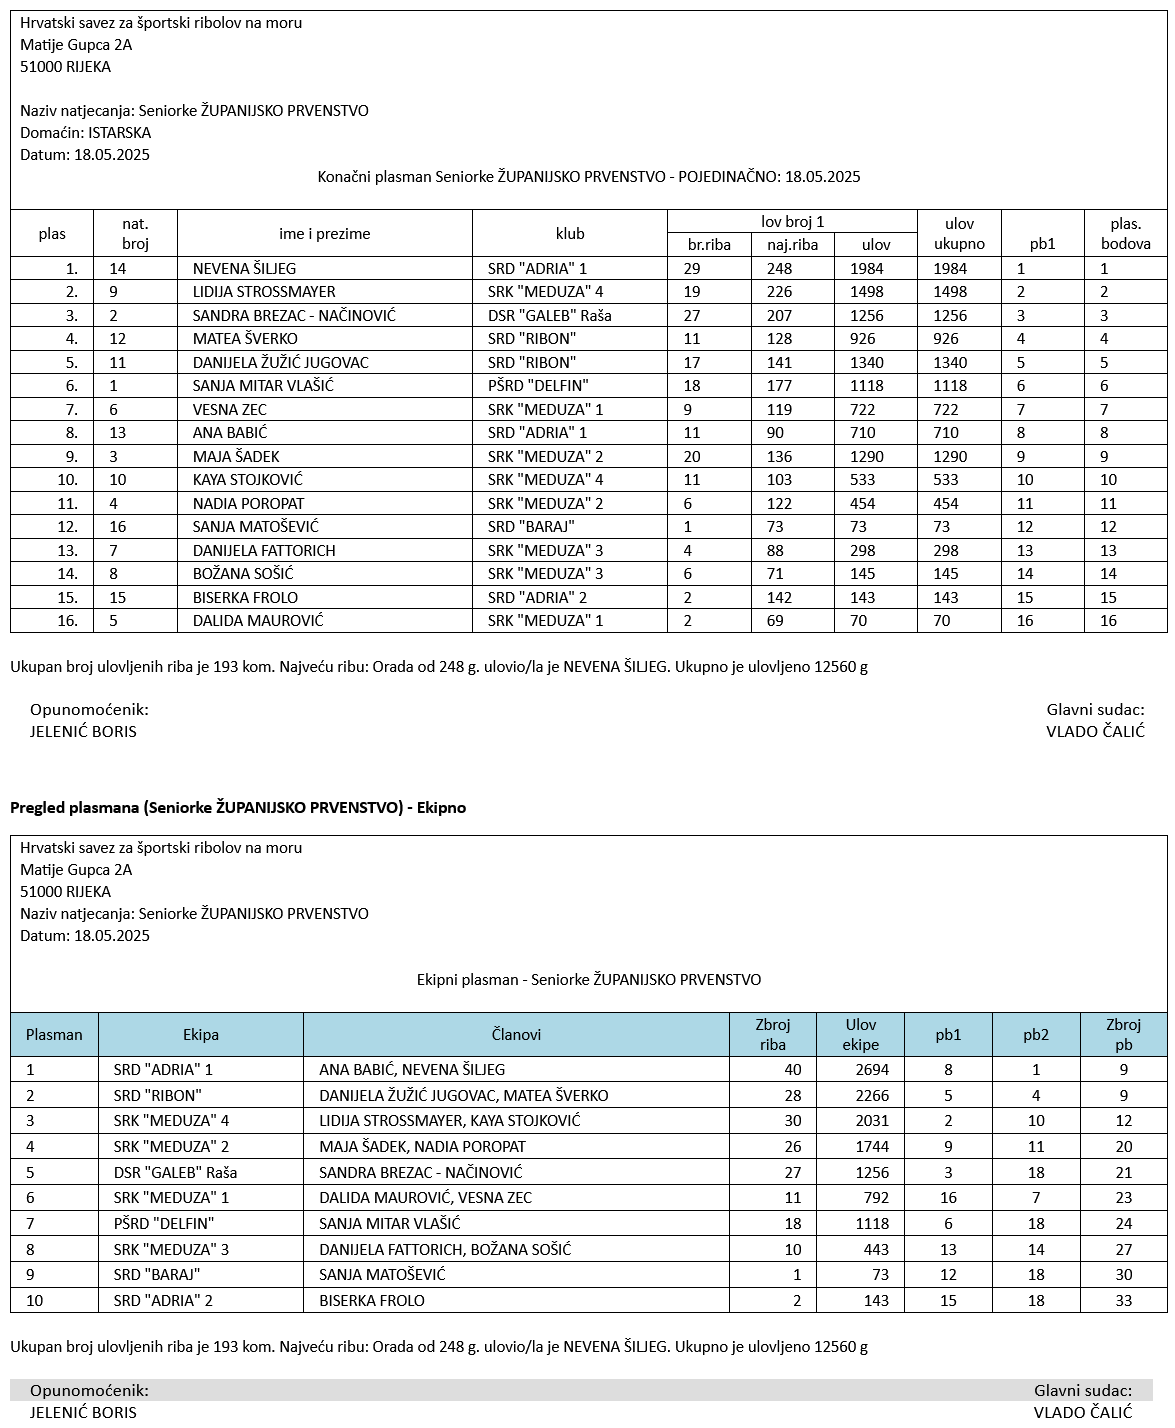 Hrvatski savez za športski ribolov na moru
Matije Gupca 2A
51000 RIJEKA
Naziv natjecanja: Seniorke ŽUPANIJSKO PRVENSTVO
Domaćin: ISTARSKA
Datum: 18.05.2025
Konačni plasman Seniorke ŽUPANIJSKO PRVENSTVO - POJEDINAČNO: 18.05.2025
plas nat. broj ime i prezime klub lov broj 1 br.riba naj.riba ulov ulov ukupno pb1 plas. bodova
1. 14 NEVENA ŠILJEG SRD "ADRIA" 1 29 248 1984 1984 1 1
2. 9 LIDIJA STROSSMAYER SRK "MEDUZA" 4 19 226 1498 1498 2 2
3. 2 SANDRA BREZAC - NAČINOVIĆ DSR "GALEB" Raša 27 207 1256 1256 3 3
4. 12 MATEA ŠVERKO SRD "RIBON" 11 128 926 926 4 4
5. 11 DANIJELA ŽUŽIĆ JUGOVAC SRD "RIBON" 17 141 1340 1340 5 5
6. 1 SANJA MITAR VLAŠIĆ PŠRD "DELFIN" 18 177 1118 1118 6 6
7. 6 VESNA ZEC SRK "MEDUZA" 1 9 119 722 722 7 7
8. 13 ANA BABIĆ SRD "ADRIA" 1 11 90 710 710 8 8
9. 3 MAJA ŠADEK SRK "MEDUZA" 2 20 136 1290 1290 9 9
10. 10 KAYA STOJKOVIĆ SRK "MEDUZA" 4 11 103 533 533 10 10
11. 4 NADIA POROPAT SRK "MEDUZA" 2 6 122 454 454 11 11
12. 16 SANJA MATOŠEVIĆ SRD "BARAJ" 1 73 73 73 12 12
13. 7 DANIJELA FATTORICH SRK "MEDUZA" 3 4 88 298 298 13 13
14. 8 BOŽANA SOŠIĆ SRK "MEDUZA" 3 6 71 145 145 14 14
15. 15 BISERKA FROLO SRD "ADRIA" 2 2 142 143 143 15 15
16. 5 DALIDA MAUROVIĆ SRK "MEDUZA" 1 2 69 70 70 16 16
Ukupan broj ulovljenih riba je 193 kom. Najveću ribu: Orada od 248 g. ulovio/la je NEVENA ŠILJEG. Ukupno je ulovljeno 12560 g
Opunomoćenik: Glavni sudac:
JELENIĆ BORIS VLADO ČALIĆ
Pregled plasmana (Seniorke ŽUPANIJSKO PRVENSTVO) - Ekipno
Hrvatski savez za športski ribolov na moru
Matije Gupca 2A
51000 RIJEKA
Naziv natjecanja: Seniorke ŽUPANIJSKO PRVENSTVO
Datum: 18.05.2025
Ekipni plasman - Seniorke ŽUPANIJSKO PRVENSTVO
Plasman Ekipa Članovi Zbroj riba Ulov ekipe pb1 pb2 Zbroj pb
1 SRD "ADRIA" 1 ANA BABIĆ, NEVENA ŠILJEG 40 2694 8 1 9
2 SRD "RIBON" DANIJELA ŽUŽIĆ JUGOVAC, MATEA ŠVERKO 28 2266 5 4 9
3 SRK "MEDUZA" 4 LIDIJA STROSSMAYER, KAYA STOJKOVIĆ 30 2031 2 10 12
4 SRK "MEDUZA" 2 MAJA ŠADEK, NADIA POROPAT 26 1744 9 11 20
5 DSR "GALEB" Raša SANDRA BREZAC - NAČINOVIĆ 27 1256 3 18 21
6 SRK "MEDUZA" 1 DALIDA MAUROVIĆ, VESNA ZEC 11 792 16 7 23
7 PŠRD "DELFIN" SANJA MITAR VLAŠIĆ 18 1118 6 18 24
8 SRK "MEDUZA" 3 DANIJELA FATTORICH, BOŽANA SOŠIĆ 10 443 13 14 27
9 SRD "BARAJ" SANJA MATOŠEVIĆ 1 73 12 18 30
10 SRD "ADRIA" 2 BISERKA FROLO 2 143 15 18 33
Ukupan broj ulovljenih riba je 193 kom. Najveću ribu: Orada od 248 g. ulovio/la je NEVENA ŠILJEG. Ukupno je ulovljeno 12560 g
Opunomoćenik: Glavni sudac:
JELENIĆ BORIS VLADO ČALIĆ